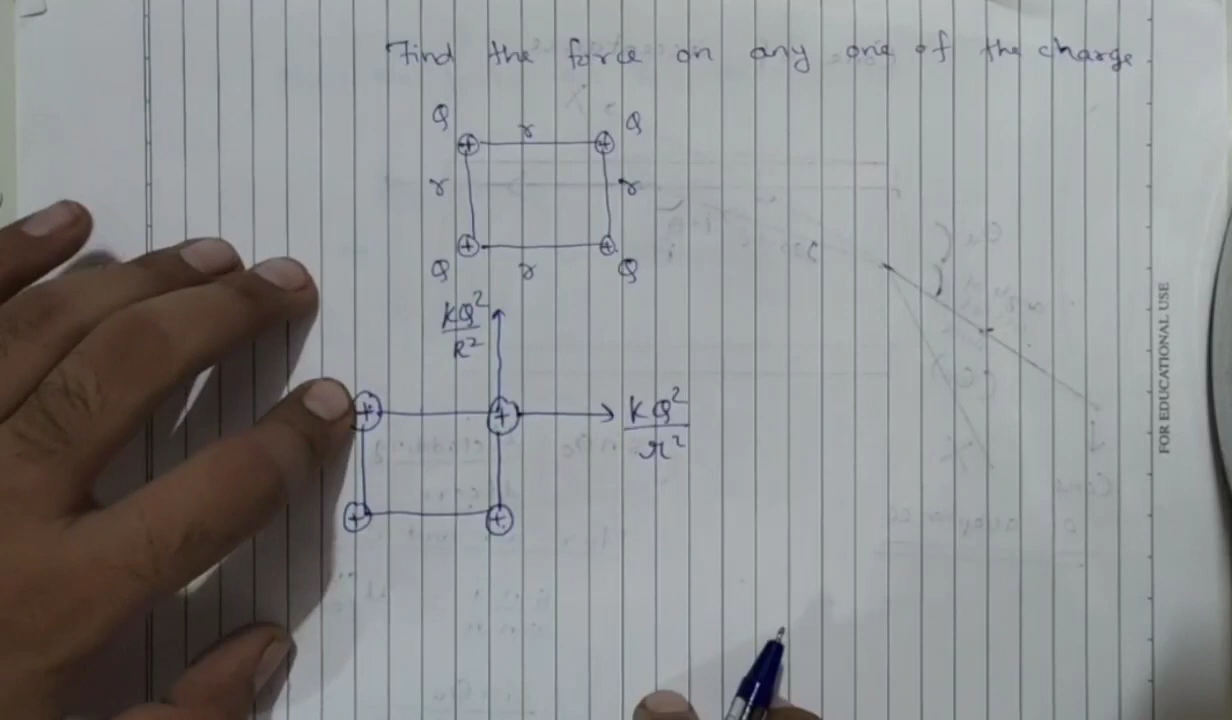 Find the force on any one of the charge
Q Q
r
r r
Q r Q
KQ²/R²
KQ²/r²
FOR EDUCATIONAL USE